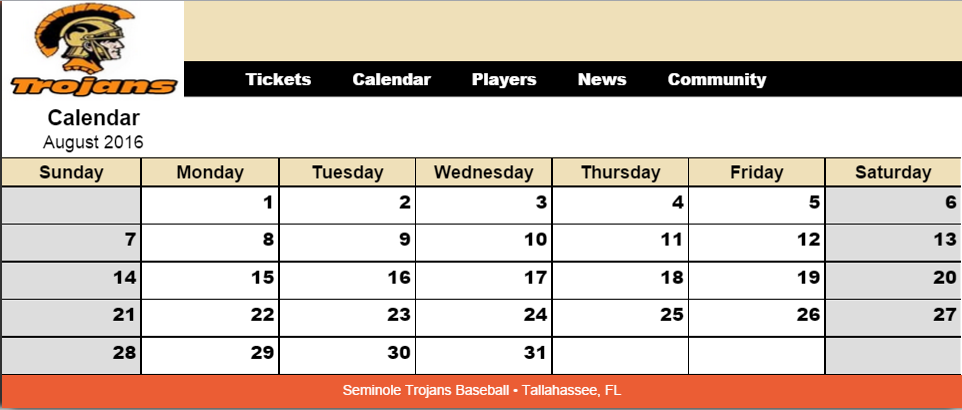 Trojans
Tickets Calendar Players News Community
Calendar
August 2016
Sunday Monday Tuesday Wednesday Thursday Friday Saturday
1 2 3 4 5 6
7 8 9 10 11 12 13
14 15 16 17 18 19 20
21 22 23 24 25 26 27
28 29 30 31
Seminole Trojans Baseball • Tallahassee, FL